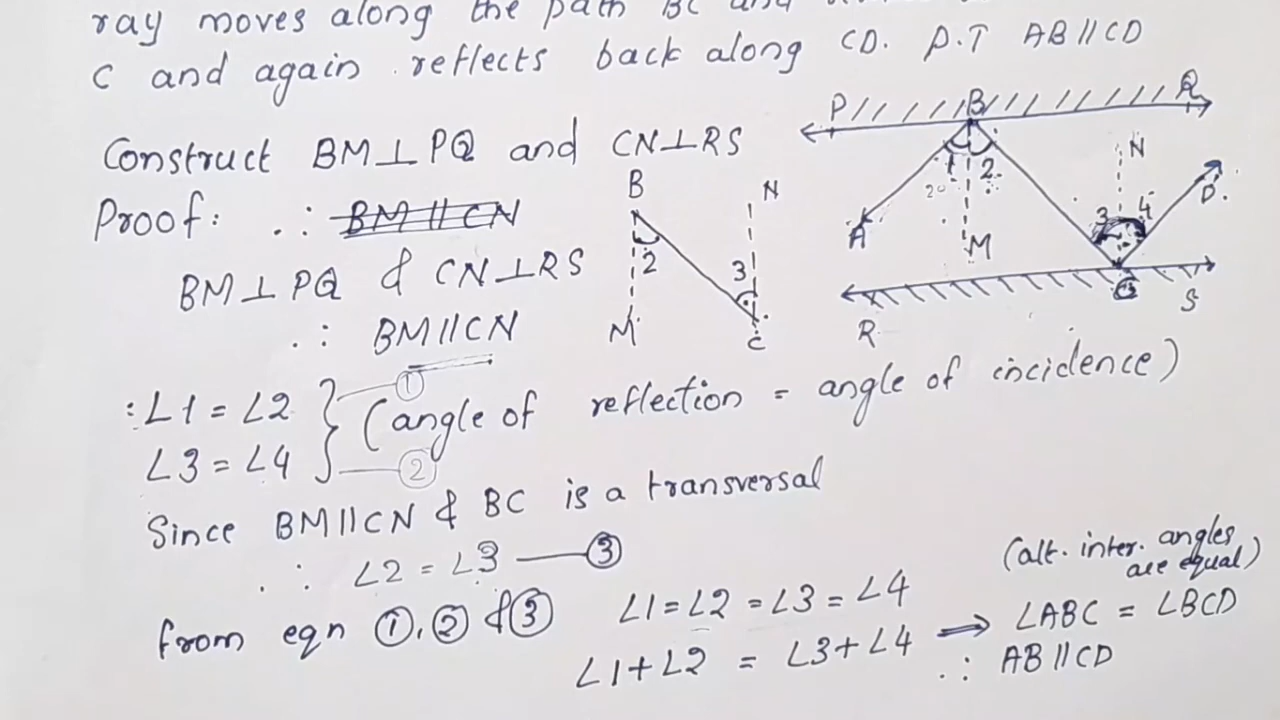 ray moves along the path BC and
C and again reflects back along CD. P.T AB//CD
Construct BM⊥PQ and CN⊥RS
Proof: ∴ BM∥CN
BM⊥PQ & CN⊥RS
∴ BM∥CN
B
N
2
3
M
C
P
B
Q
1
2
N
A
M
3
4
D
R
C
S
∴ ∠1 = ∠2 } ①
∠3 = ∠4 } ②
(angle of reflection = angle of incidence)
Since BM∥CN & BC is a transversal
∴ ∠2 = ∠3 — ③
from eqn ①, ② & ③ ∠1 = ∠2 = ∠3 = ∠4
∠1+∠2 = ∠3+∠4 ⟹ ∠ABC = ∠BCD
(alt. inter. angles
are equal)
∴ AB∥CD